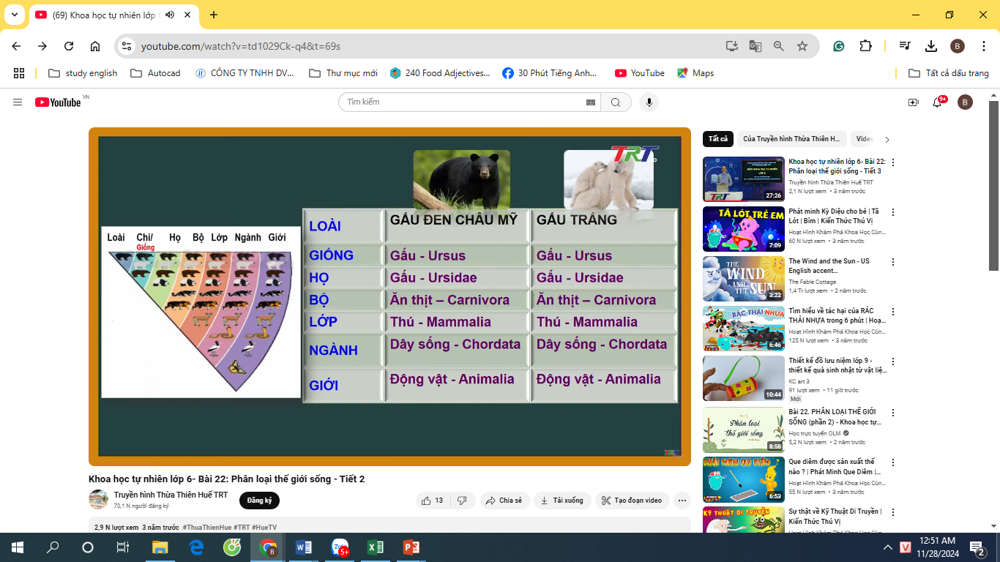 (69) Khoa học tự nhiên lớp
youtube.com/watch?v=td1029Ck-q4&t=69s
B
study english
Autocad
CÔNG TY TNHH DV...
Thư mục mới
240 Food Adjectives...
30 Phút Tiếng Anh...
YouTube
Maps
Tất cả dấu trang
YouTube VN
Tìm kiếm
9+
B
TRT
Loài Chi/ Họ Bộ Lớp Ngành Giới
Giống
LOÀI GẤU ĐEN CHÂU MỸ GẤU TRẮNG
GIỐNG Gấu - Ursus Gấu - Ursus
HỌ Gấu - Ursidae Gấu - Ursidae
BỘ Ăn thịt – Carnivora Ăn thịt – Carnivora
LỚP Thú - Mammalia Thú - Mammalia
NGÀNH Dây sống - Chordata Dây sống - Chordata
GIỚI Động vật - Animalia Động vật - Animalia
TRT
Khoa học tự nhiên lớp 6- Bài 22: Phân loại thế giới sống - Tiết 2
Truyền hình Thừa Thiên Huế TRT
70,1 N người đăng ký
Đăng ký
13
Chia sẻ
Tải xuống
Tạo đoạn video
2,9 N lượt xem 3 năm trước #ThuaThienHue #TRT #HueTV
Tất cả
Của Truyền hình Thừa Thiên H...
Video
27:26
Khoa học tự nhiên lớp 6- Bài 22:
Phân loại thế giới sống - Tiết 3
Truyền hình Thừa Thiên Huế TRT
2,1 N lượt xem • 3 năm trước
TÃ LÓT TRẺ EM
7:09
Phát minh Kỳ Diệu cho bé | Tã
Lót | Bỉm | Kiến Thức Thú Vị
Hoạt Hình Khám Phá Khoa Học Cùn...
60 N lượt xem • 3 năm trước
THE
WIND
AND THE
SUN
3:22
The Wind and the Sun - US
English accent...
The Fable Cottage
1,4 Tr lượt xem • 2 năm trước
RÁC THẢI NHỰA
6:46
Tìm hiểu về tác hại của RÁC
THẢI NHỰA trong 6 phút | Hoạ...
Hoạt Hình Khám Phá Khoa Học Cùn...
125 N lượt xem • 3 năm trước
10:44
Thiết kế đồ lưu niệm lớp 9 -
thiết kế quà sinh nhật từ vật liệ...
KC art 3
91 lượt xem • 11 giờ trước
Mới
Phân loại
thế giới sống
8:58
Bài 22. PHÂN LOẠI THẾ GIỚI
SỐNG (phần 2) - Khoa học tự...
Học trực tuyến OLM
5,2 N lượt xem • 2 năm trước
PHÁT MINH QUE DIÊM
6:53
Que diêm được sản xuất thế
nào ? | Phát Minh Que Diêm |...
Hoạt Hình Khám Phá Khoa Học Cùn...
55 N lượt xem • 3 năm trước
KỸ THUẬT DI TRUYỀN
Sự thật về Kỹ Thuật Di Truyền |
Kiến Thức Thú Vị
5+
V
12:51 AM
11/28/2024
2